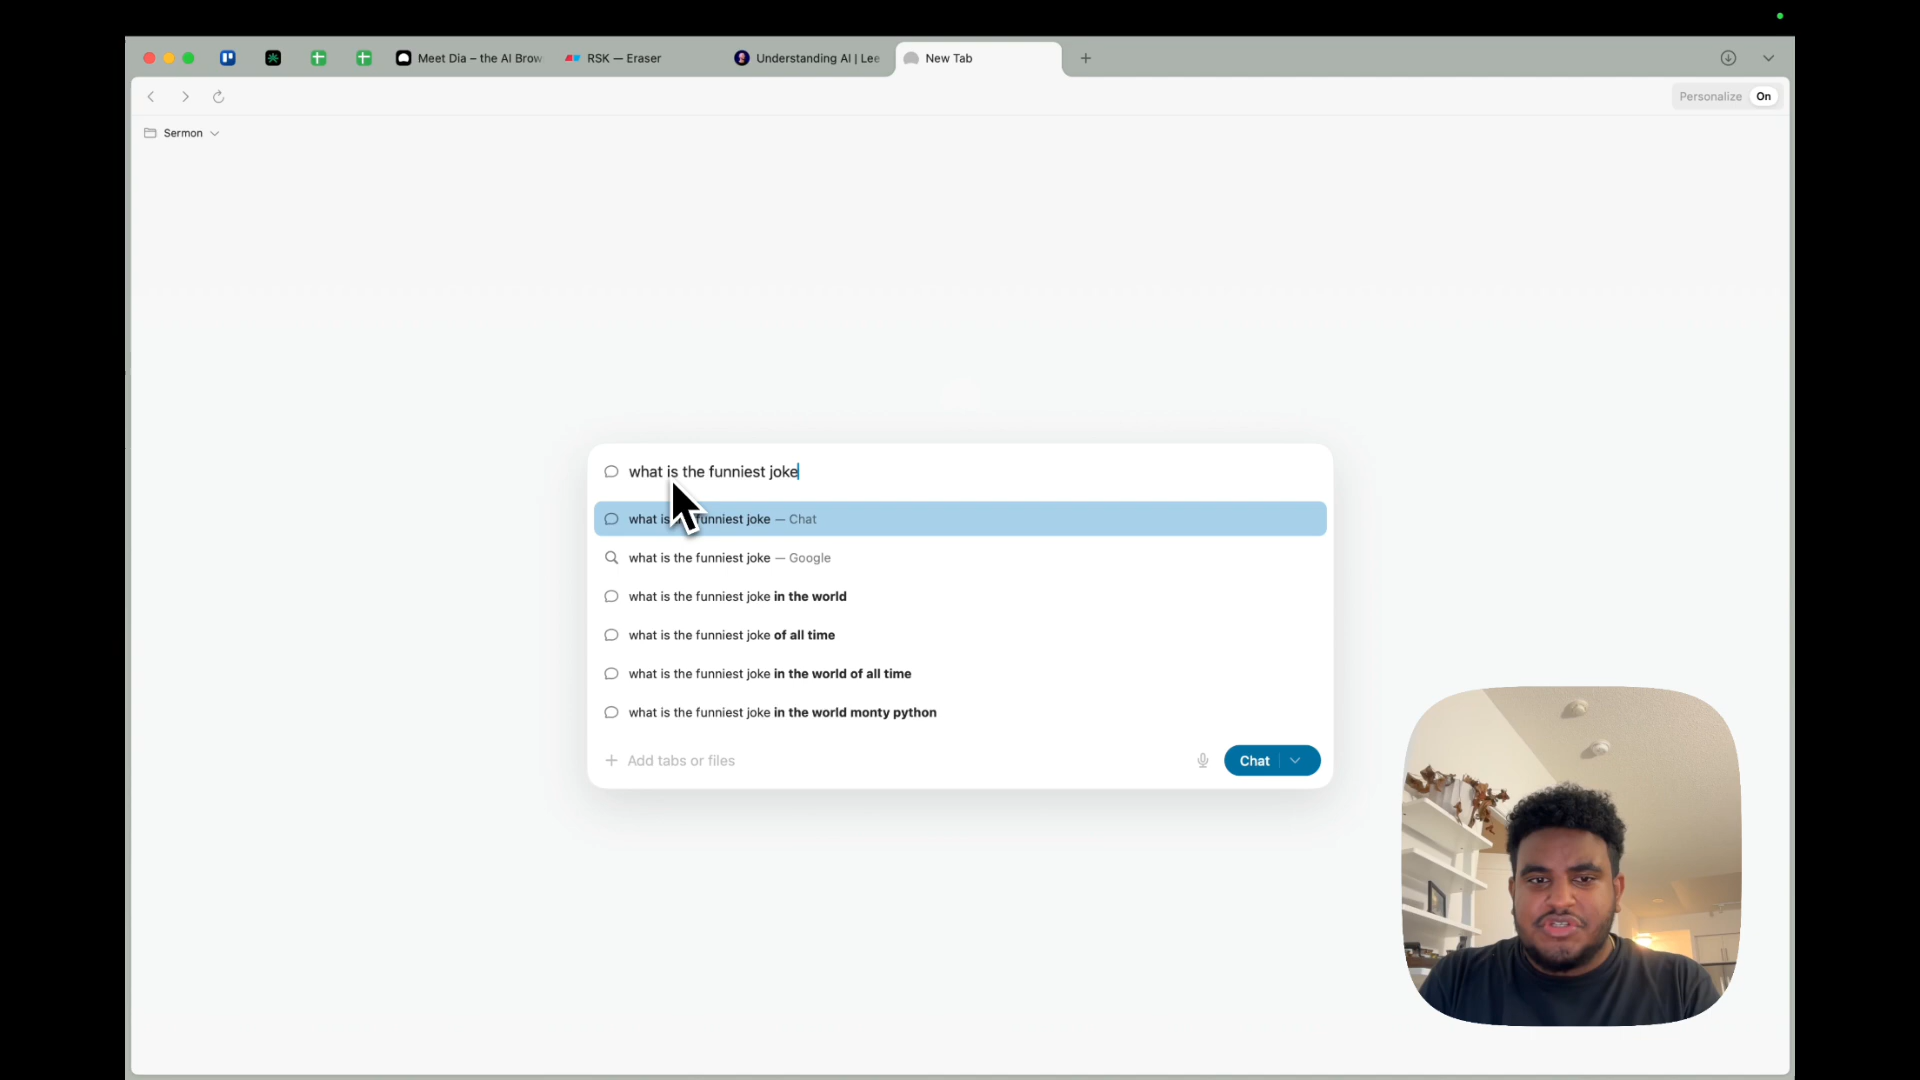 Meet Dia – the AI Brow
RSK — Eraser
Understanding AI | Lee
New Tab
Personalize On
Sermon
what is the funniest joke
what is the funniest joke — Chat
what is the funniest joke — Google
what is the funniest joke in the world
what is the funniest joke of all time
what is the funniest joke in the world of all time
what is the funniest joke in the world monty python
Add tabs or files
Chat